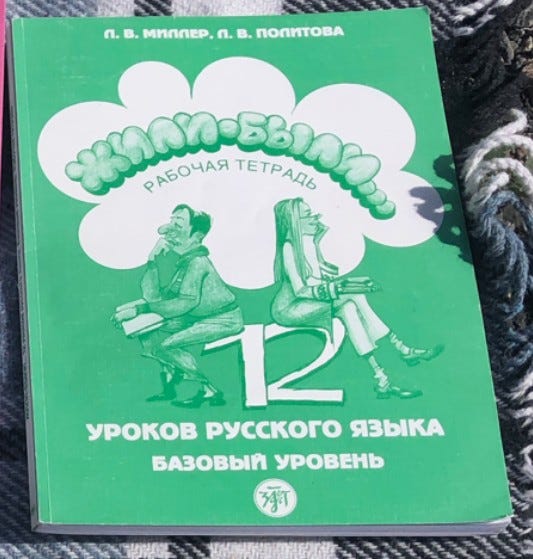 Л. В. МИЛЛЕР, Л. В. ПОЛИТОВА
ЖИЛИ-БЫЛИ...
РАБОЧАЯ ТЕТРАДЬ
12
УРОКОВ РУССКОГО ЯЗЫКА
БАЗОВЫЙ УРОВЕНЬ